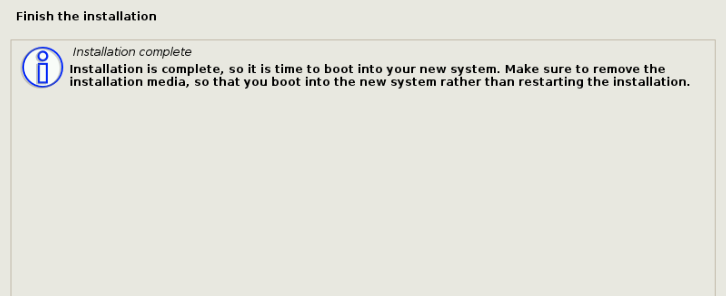 Finish the installation
Installation complete
Installation is complete, so it is time to boot into your new system. Make sure to remove the
installation media, so that you boot into the new system rather than restarting the installation.